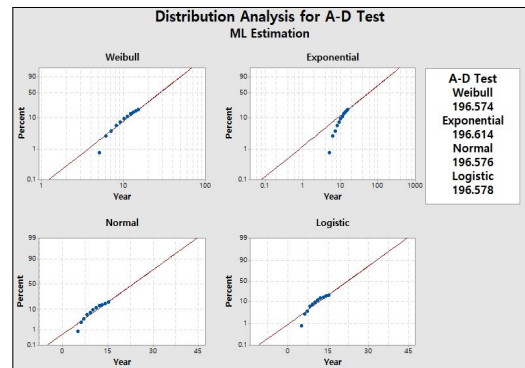 Distribution Analysis for A-D Test
ML Estimation
Weibull
Percent
90
50
10
1
0.1
1
10
100
Year
Exponential
Percent
90
50
10
1
0.1
0.1
1
10
100
1000
Year
A-D Test
Weibull
196.574
Exponential
196.614
Normal
196.576
Logistic
196.578
Normal
Percent
99
90
50
10
1
0.1
0
15
30
45
Year
Logistic
Percent
99
90
50
10
1
0.1
0
15
30
45
Year